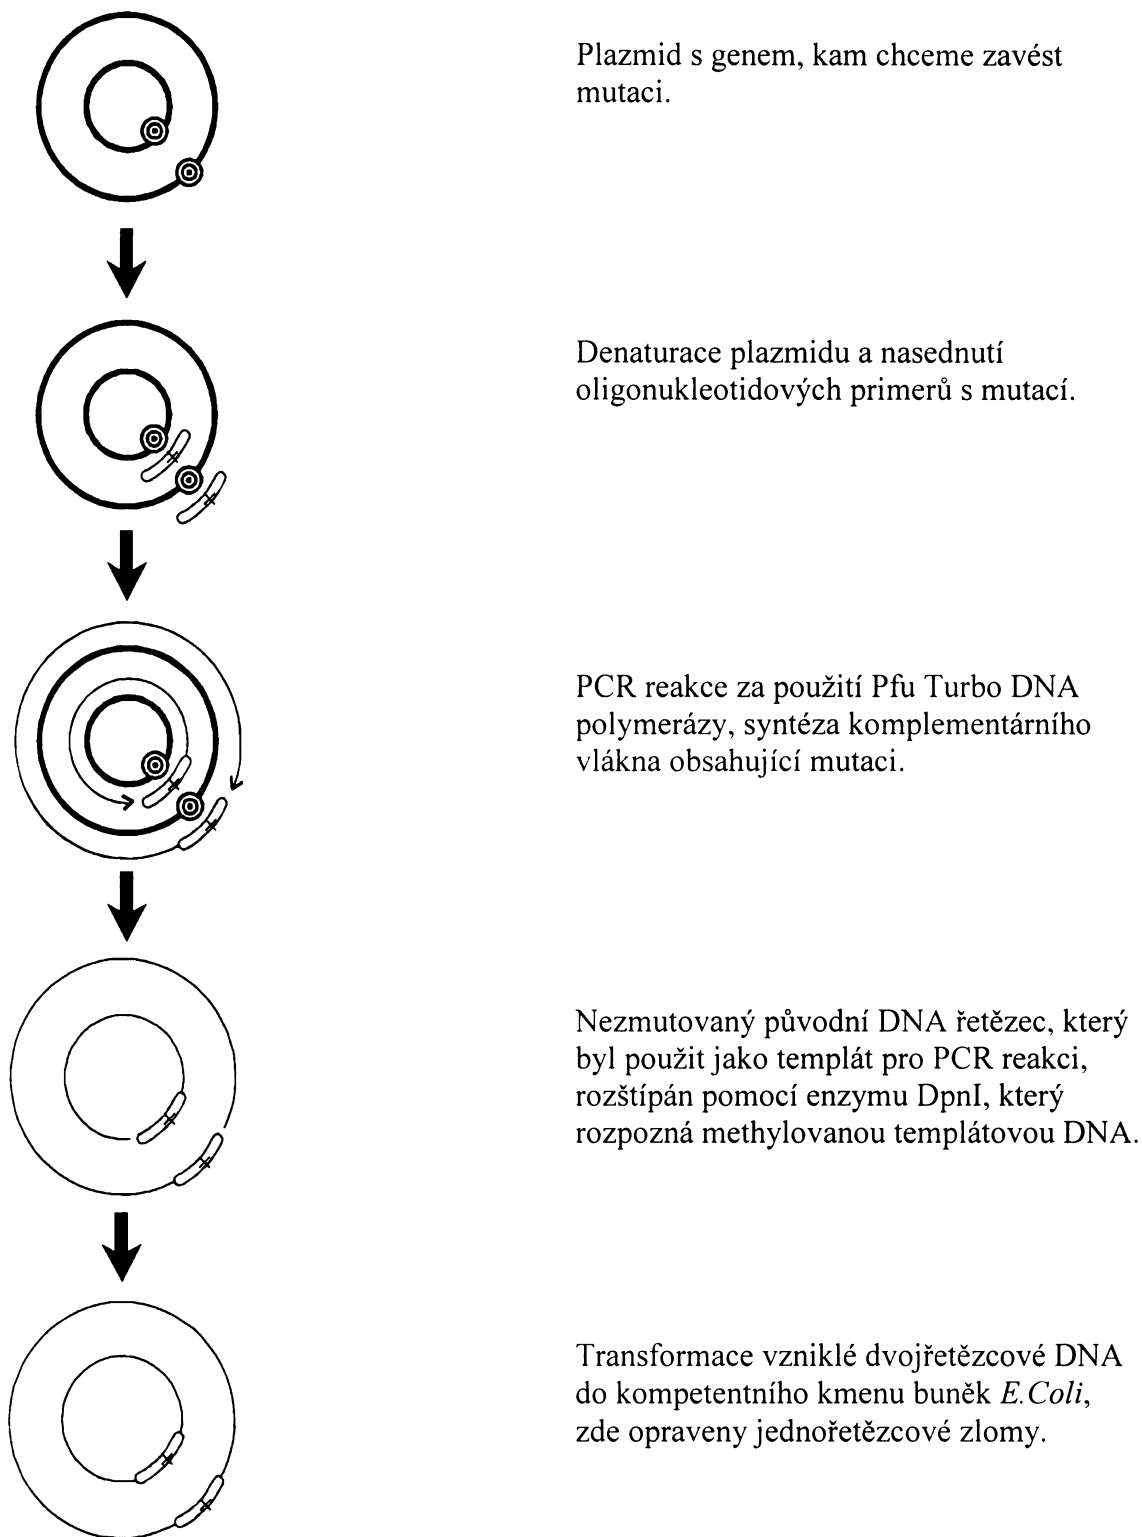 Plazmid s genem, kam chceme zavést
mutaci.
Denaturace plazmidu a nasednutí
oligonukleotidových primerů s mutací.
PCR reakce za použití Pfu Turbo DNA
polymerázy, syntéza komplementárního
vlákna obsahující mutaci.
Nezmutovaný původní DNA řetězec, který
byl použit jako templát pro PCR reakci,
rozštípán pomocí enzymu DpnI, který
rozpozná methylovanou templátovou DNA.
Transformace vzniklé dvojřetězcové DNA
do kompetentního kmenu buněk E.Coli,
zde opraveny jednořetězcové zlomy.